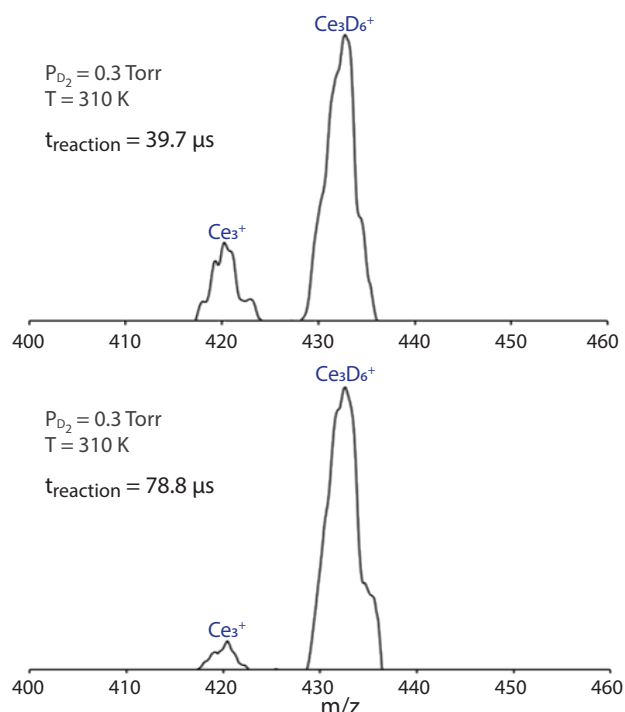 Ce₃D₆⁺
P_D₂ = 0.3 Torr
T = 310 K
t_reaction = 39.7 µs
Ce₃⁺
400 410 420 430 440 450 460
Ce₃D₆⁺
P_D₂ = 0.3 Torr
T = 310 K
t_reaction = 78.8 µs
Ce₃⁺
400 410 420 430 440 450 460
m/z